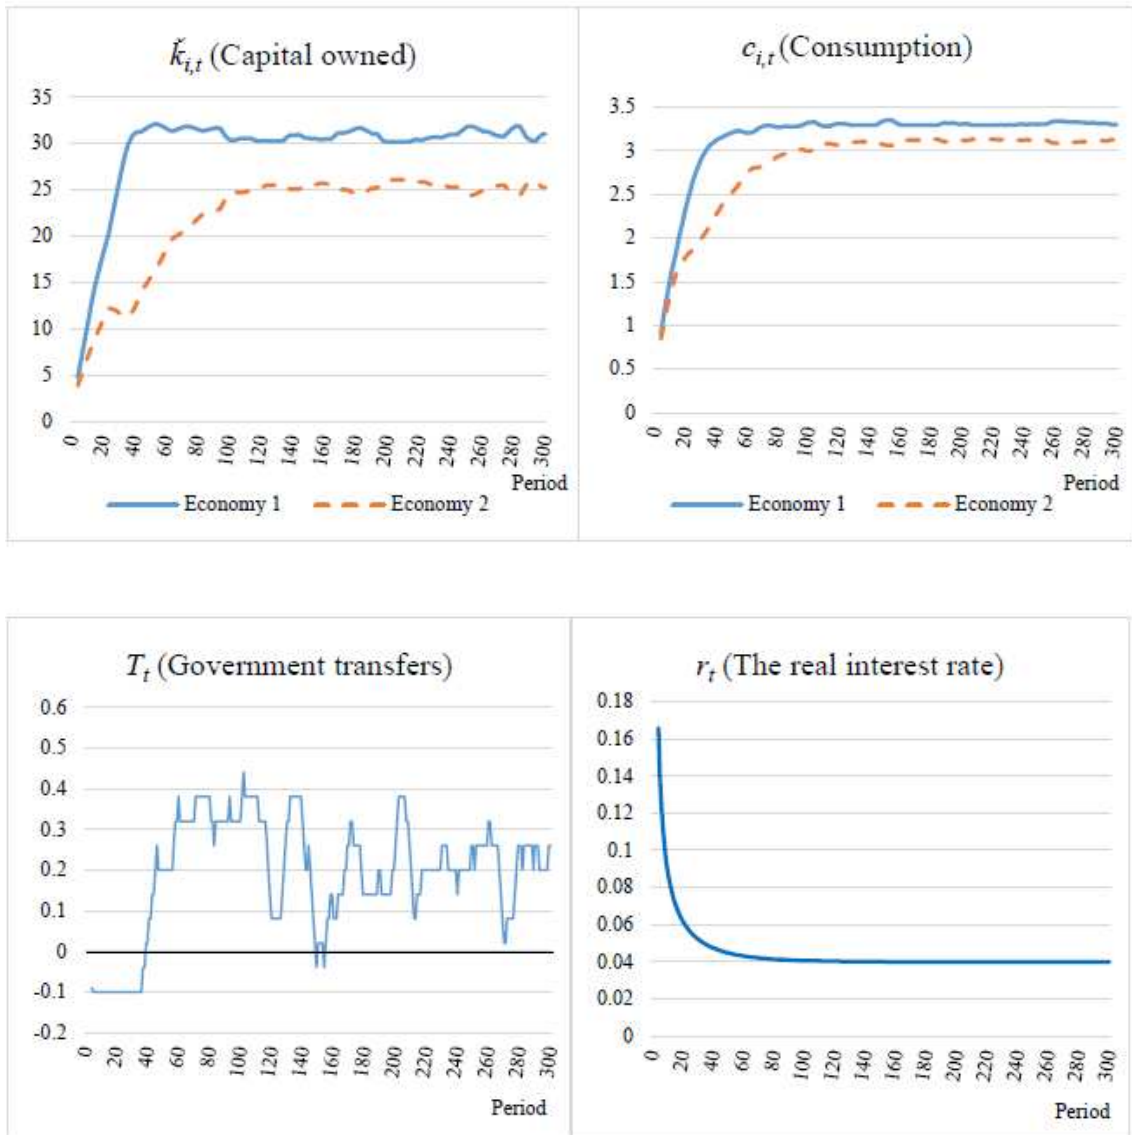 ǩi,t (Capital owned)
35
30
25
20
15
10
5
0
0 20 40 60 80 100 120 140 160 180 200 220 240 260 280 300
Period
Economy 1 Economy 2
ci,t (Consumption)
3.5
3
2.5
2
1.5
1
0.5
0
0 20 40 60 80 100 120 140 160 180 200 220 240 260 280 300
Period
Economy 1 Economy 2
Tt (Government transfers)
0.6
0.5
0.4
0.3
0.2
0.1
0
-0.1
-0.2
0 20 40 60 80 100 120 140 160 180 200 220 240 260 280 300
Period
rt (The real interest rate)
0.18
0.16
0.14
0.12
0.1
0.08
0.06
0.04
0.02
0
0 20 40 60 80 100 120 140 160 180 200 220 240 260 280 300
Period